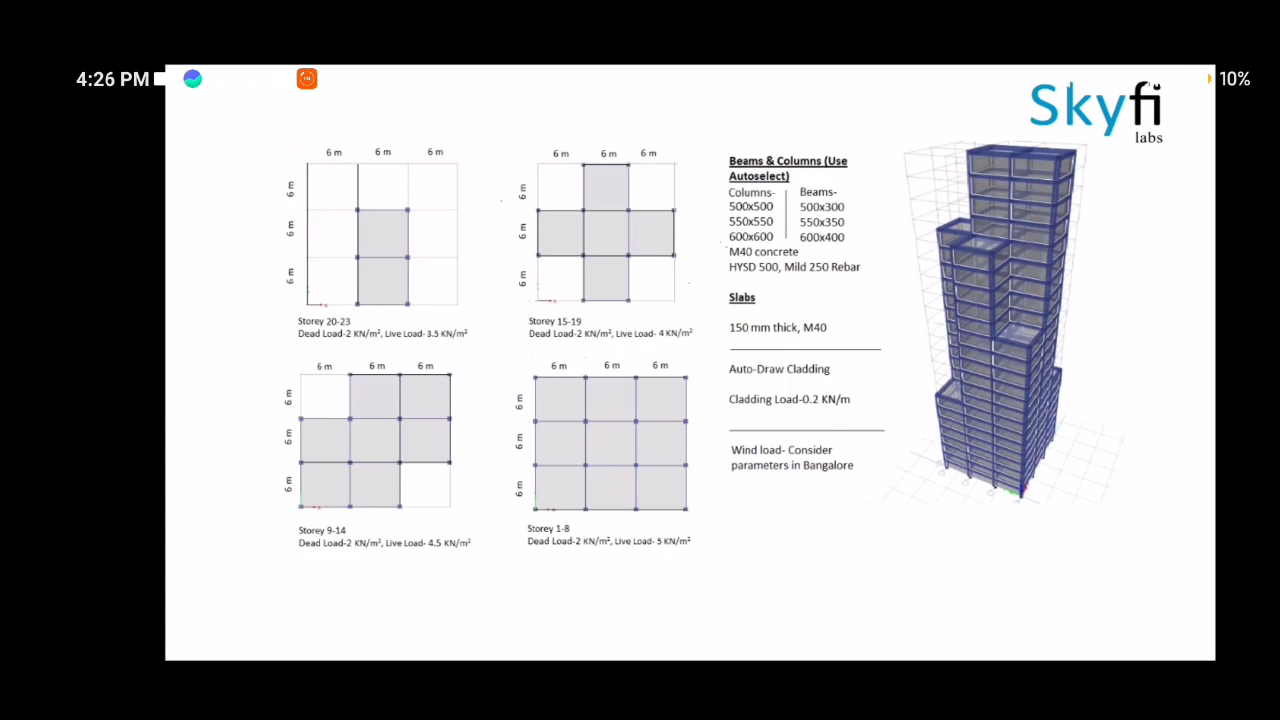 4:26 PM
10%
Skyfi
labs
6 m 6 m 6 m
6 m
6 m
6 m
Storey 20-23
Dead Load-2 KN/m², Live Load- 3.5 KN/m²
6 m 6 m 6 m
6 m
6 m
6 m
Storey 15-19
Dead Load-2 KN/m², Live Load- 4 KN/m²
6 m 6 m 6 m
6 m
6 m
6 m
Storey 9-14
Dead Load-2 KN/m², Live Load- 4.5 KN/m²
6 m 6 m 6 m
6 m
6 m
6 m
Storey 1-8
Dead Load-2 KN/m², Live Load- 5 KN/m²
Beams & Columns (Use
Autoselect)
Columns- Beams-
500x500 500x300
550x550 550x350
600x600 600x400
M40 concrete
HYSD 500, Mild 250 Rebar
Slabs
150 mm thick, M40
Auto-Draw Cladding
Cladding Load-0.2 KN/m
Wind load- Consider
parameters in Bangalore